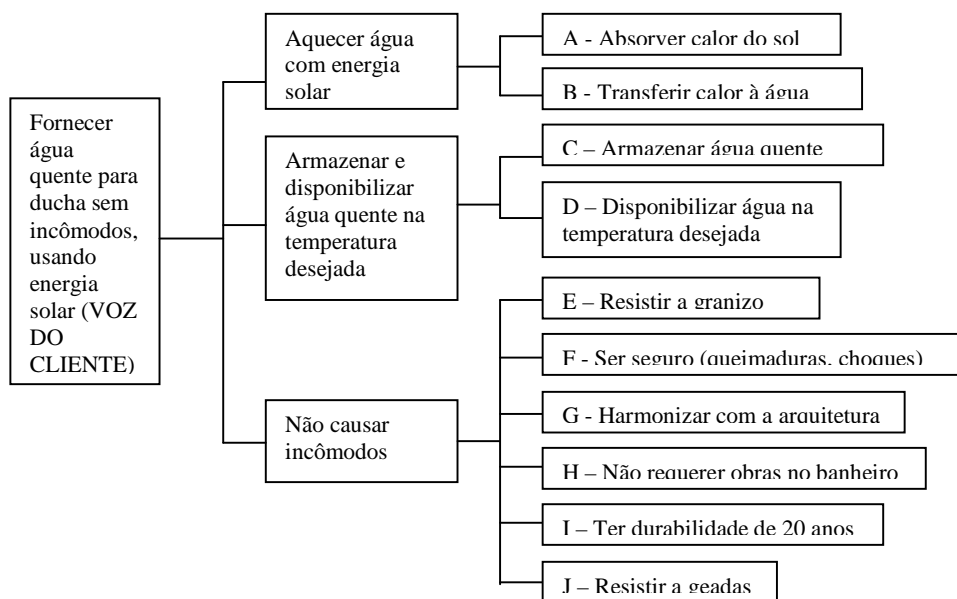 Fornecer
água
quente para
ducha sem
incômodos,
usando
energia
solar (VOZ
DO
CLIENTE)
Aquecer água
com energia
solar
A - Absorver calor do sol
B - Transferir calor à água
Armazenar e
disponibilizar
água quente na
temperatura
desejada
C – Armazenar água quente
D – Disponibilizar água na
temperatura desejada
Não causar
incômodos
E – Resistir a granizo
F - Ser seguro (queimaduras, choques)
G - Harmonizar com a arquitetura
H – Não requerer obras no banheiro
I – Ter durabilidade de 20 anos
J – Resistir a geadas